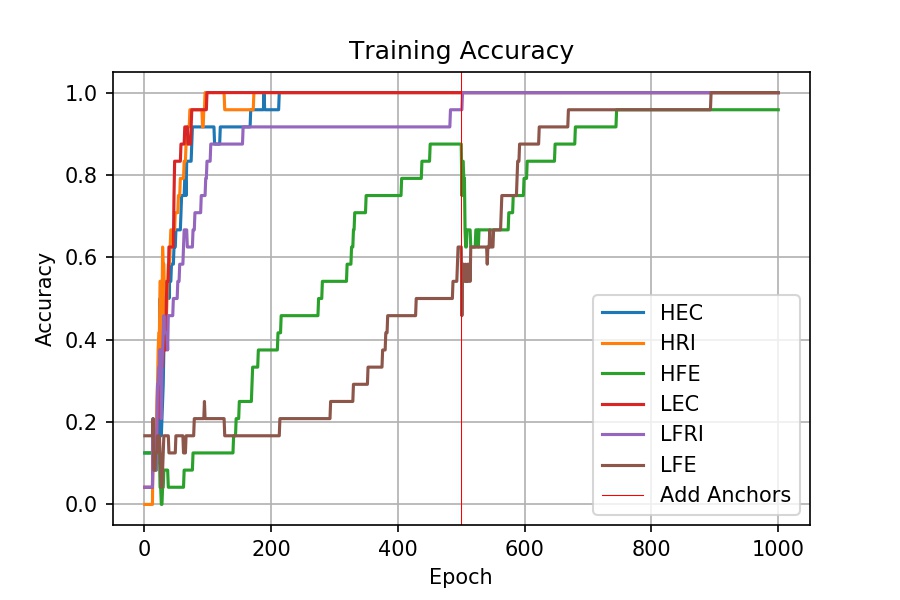 Training Accuracy
1.0
0.8
0.6
0.4
0.2
0.0
Accuracy
0 200 400 600 800 1000
Epoch
HEC
HRI
HFE
LEC
LFRI
LFE
Add Anchors